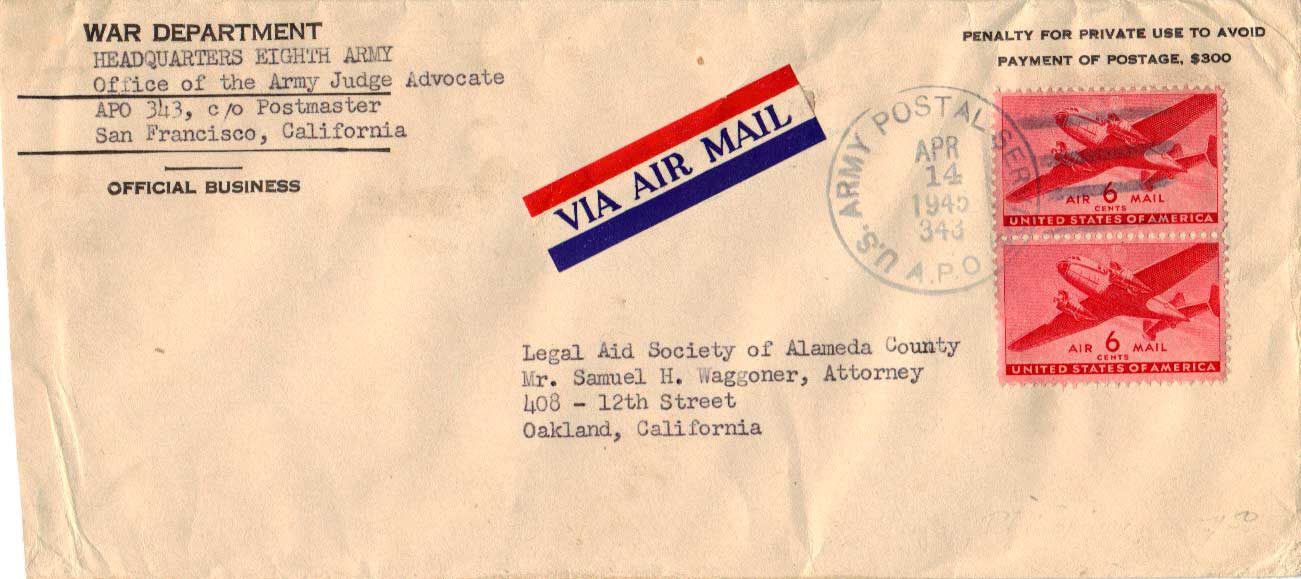 WAR DEPARTMENT
HEADQUARTERS EIGHTH ARMY
Office of the Army Judge Advocate
APO 343, c/o Postmaster
San Francisco, California
OFFICIAL BUSINESS
PENALTY FOR PRIVATE USE TO AVOID
PAYMENT OF POSTAGE, $300
VIA AIR MAIL
U.S. ARMY POSTAL SERVICE
APR
14
1945
343
A.P.O.
AIR 6 MAIL
CENTS
UNITED STATES OF AMERICA
AIR 6 MAIL
CENTS
UNITED STATES OF AMERICA
Legal Aid Society of Alameda County
Mr. Samuel H. Waggoner, Attorney
408 - 12th Street
Oakland, California